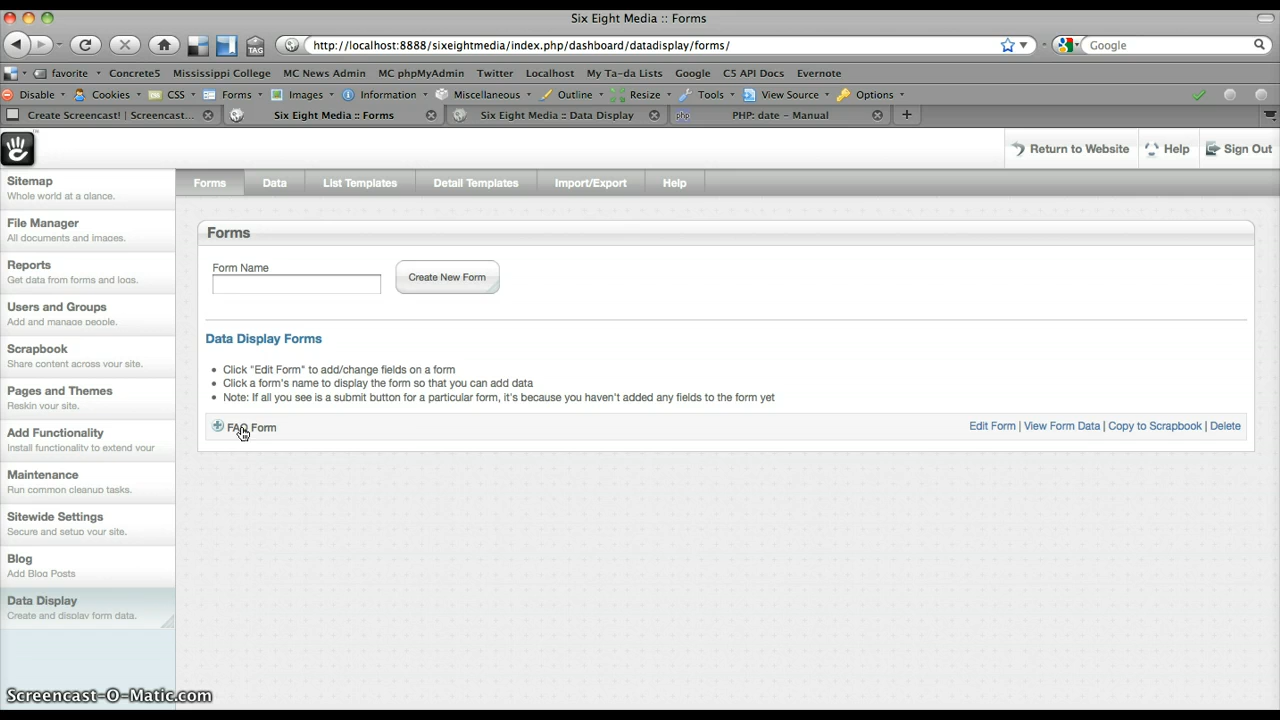 Six Eight Media :: Forms
http://localhost:8888/sixeightmedia/index.php/dashboard/datadisplay/forms/
Google
TAG
favorite Concrete5 Mississippi College MC News Admin MC phpMyAdmin Twitter Localhost My Ta-da Lists Google C5 API Docs Evernote
Disable Cookies CSS Forms Images Information Miscellaneous Outline Resize Tools View Source Options
Create Screencast! | Screencast... Six Eight Media :: Forms Six Eight Media :: Data Display php PHP: date - Manual
Return to Website Help Sign Out
Forms Data List Templates Detail Templates Import/Export Help
Sitemap
Whole world at a glance.
File Manager
All documents and images.
Reports
Get data from forms and logs.
Users and Groups
Add and manage people.
Scrapbook
Share content across your site.
Pages and Themes
Reskin your site.
Add Functionality
Install functionality to extend your
Maintenance
Run common cleanup tasks.
Sitewide Settings
Secure and setup your site.
Blog
Add Blog Posts
Data Display
Create and display form data.
Forms
Form Name
Create New Form
Data Display Forms
• Click "Edit Form" to add/change fields on a form
• Click a form's name to display the form so that you can add data
• Note: If all you see is a submit button for a particular form, it's because you haven't added any fields to the form yet
FAQ Form Edit Form | View Form Data | Copy to Scrapbook | Delete
Screencast-O-Matic.com